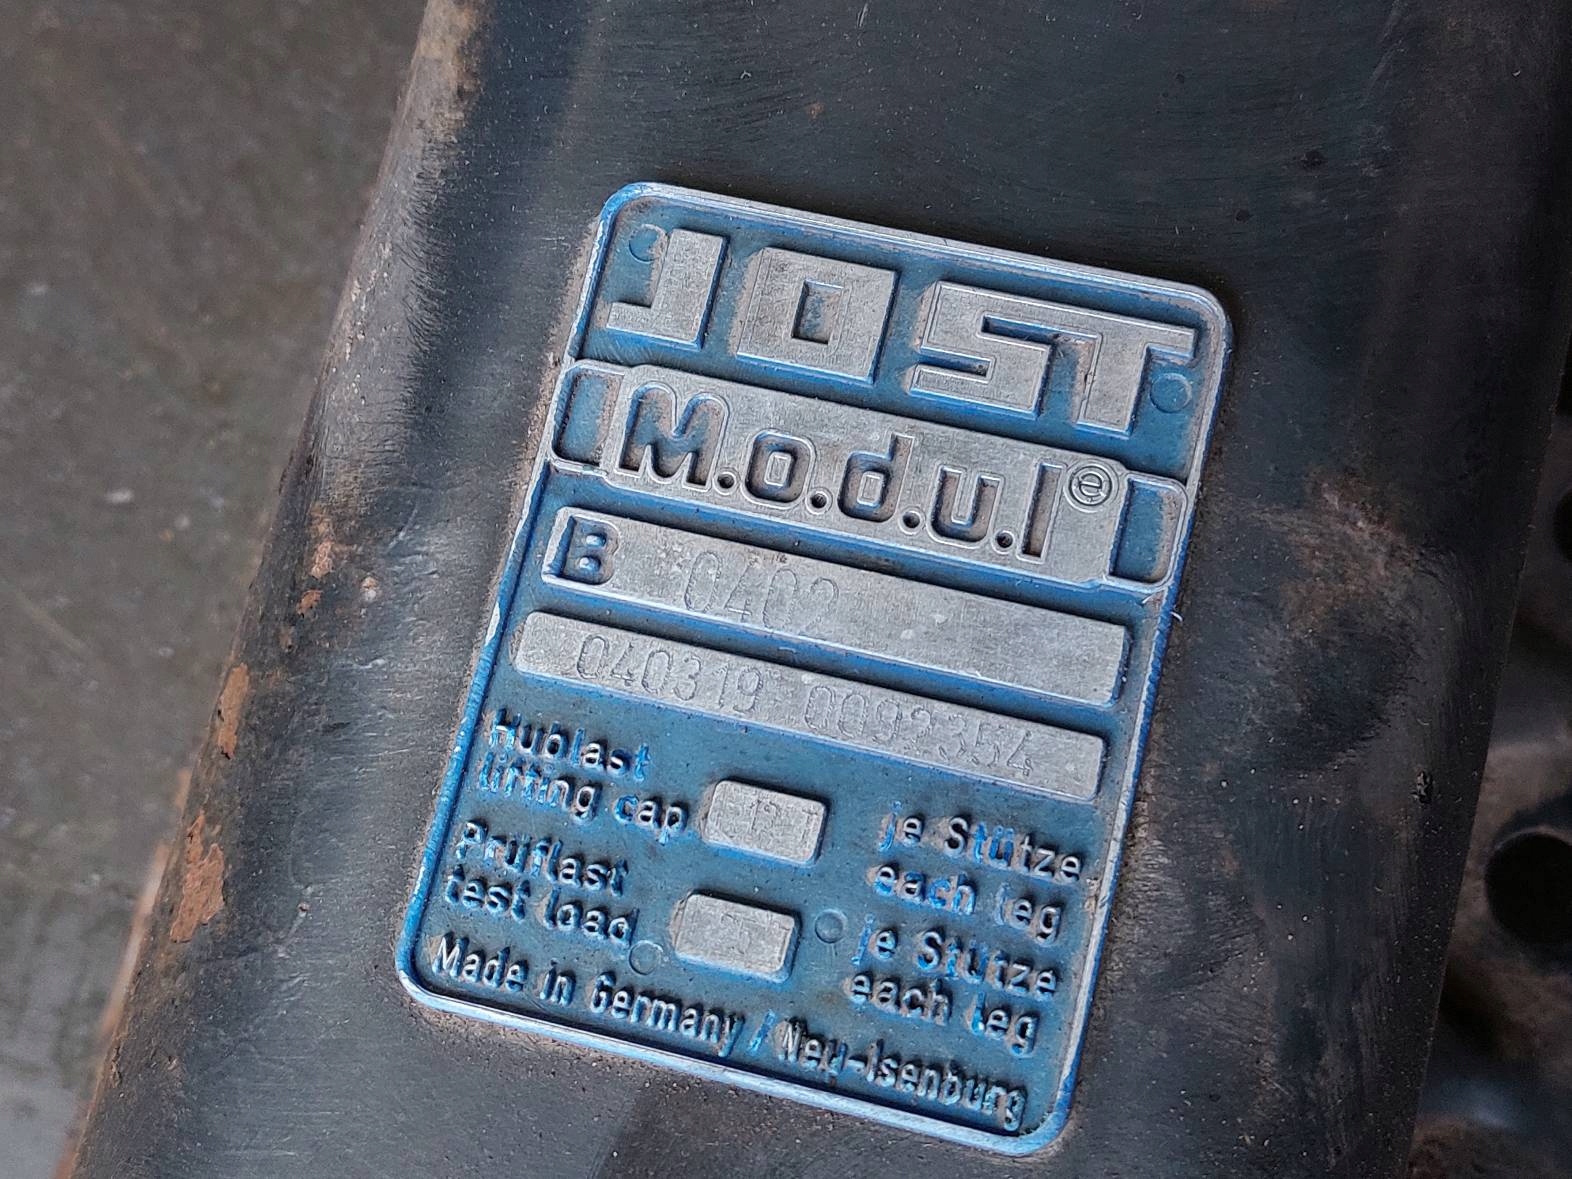 JOST
M.o.d.u.l ®
B 0402
040319 0092354
Hublast
lifting cap. je Stütze
each leg
Prüflast
test load je Stütze
each leg
Made in Germany / Neu-Isenburg